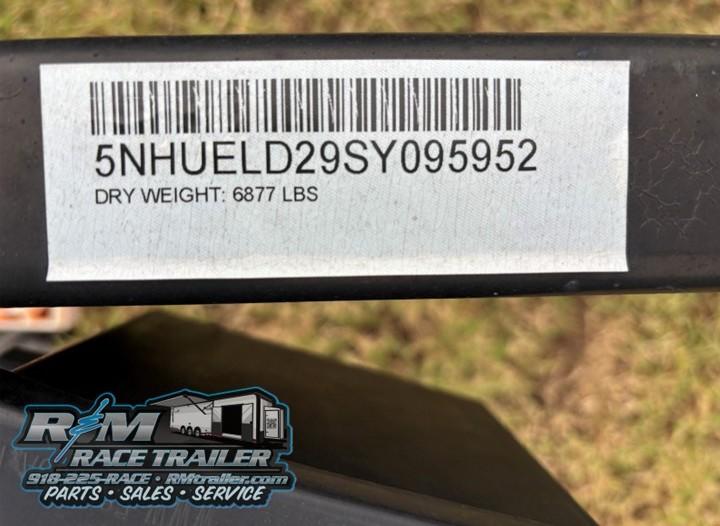 5NHUELD29SY095952
DRY WEIGHT: 6877 LBS
R&M
RACE TRAILER
918-225-RACE • RMtrailer.com
PARTS • SALES • SERVICE